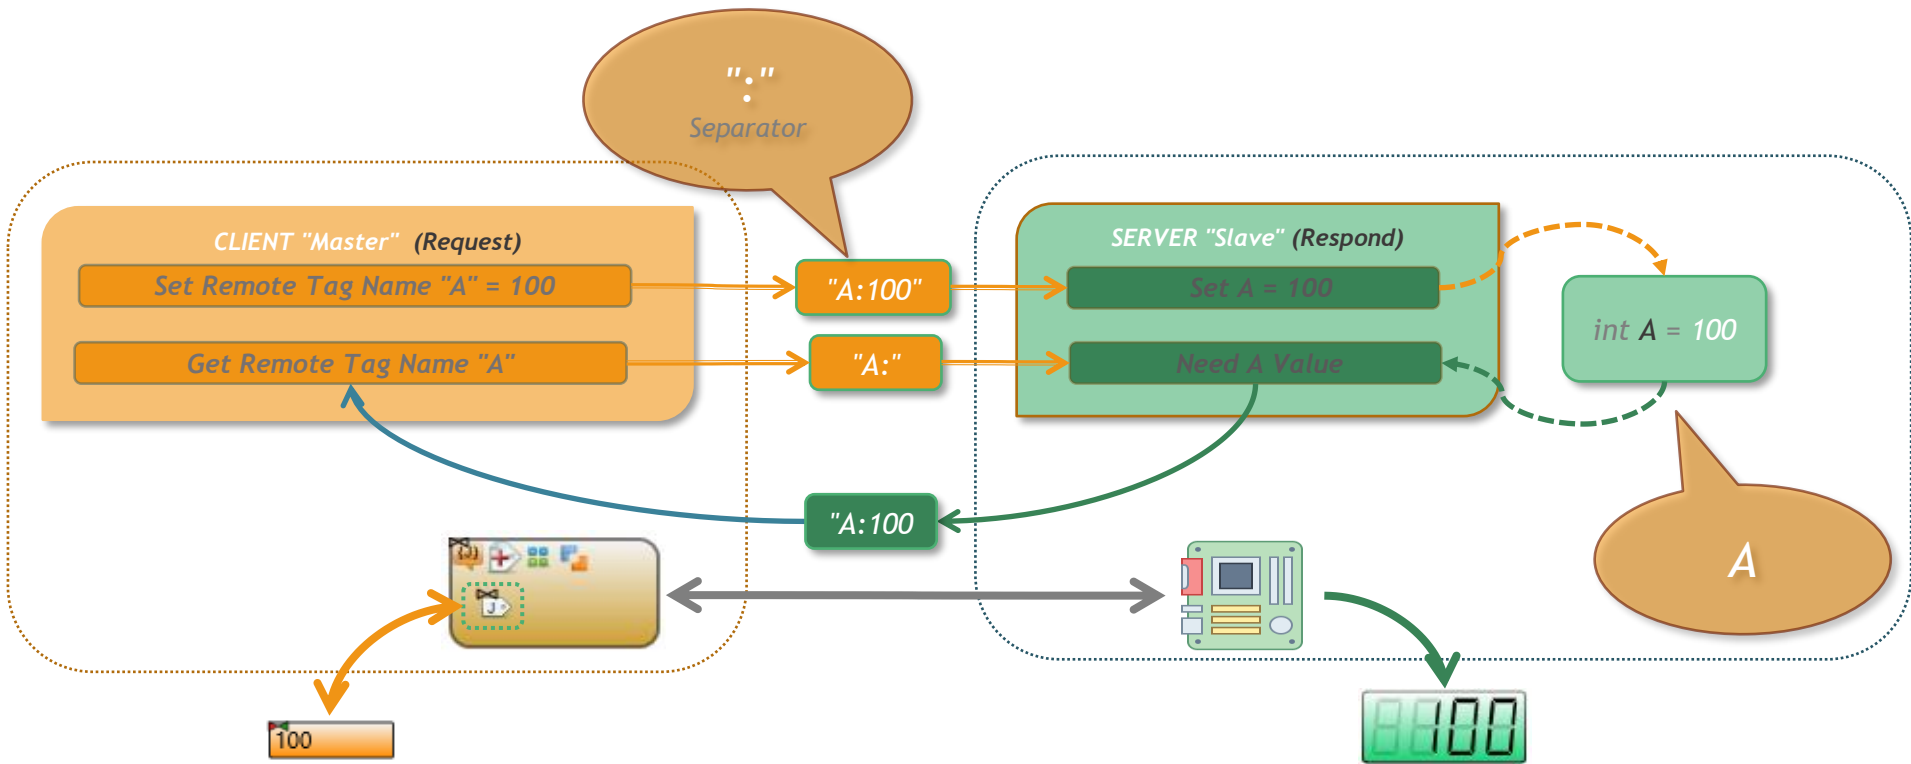 ":"
Separator
CLIENT "Master" (Request)
Set Remote Tag Name "A" = 100
Get Remote Tag Name "A"
"A:100"
"A:"
"A:100
SERVER "Slave" (Respond)
Set A = 100
Need A Value
int A = 100
A
J
100
100